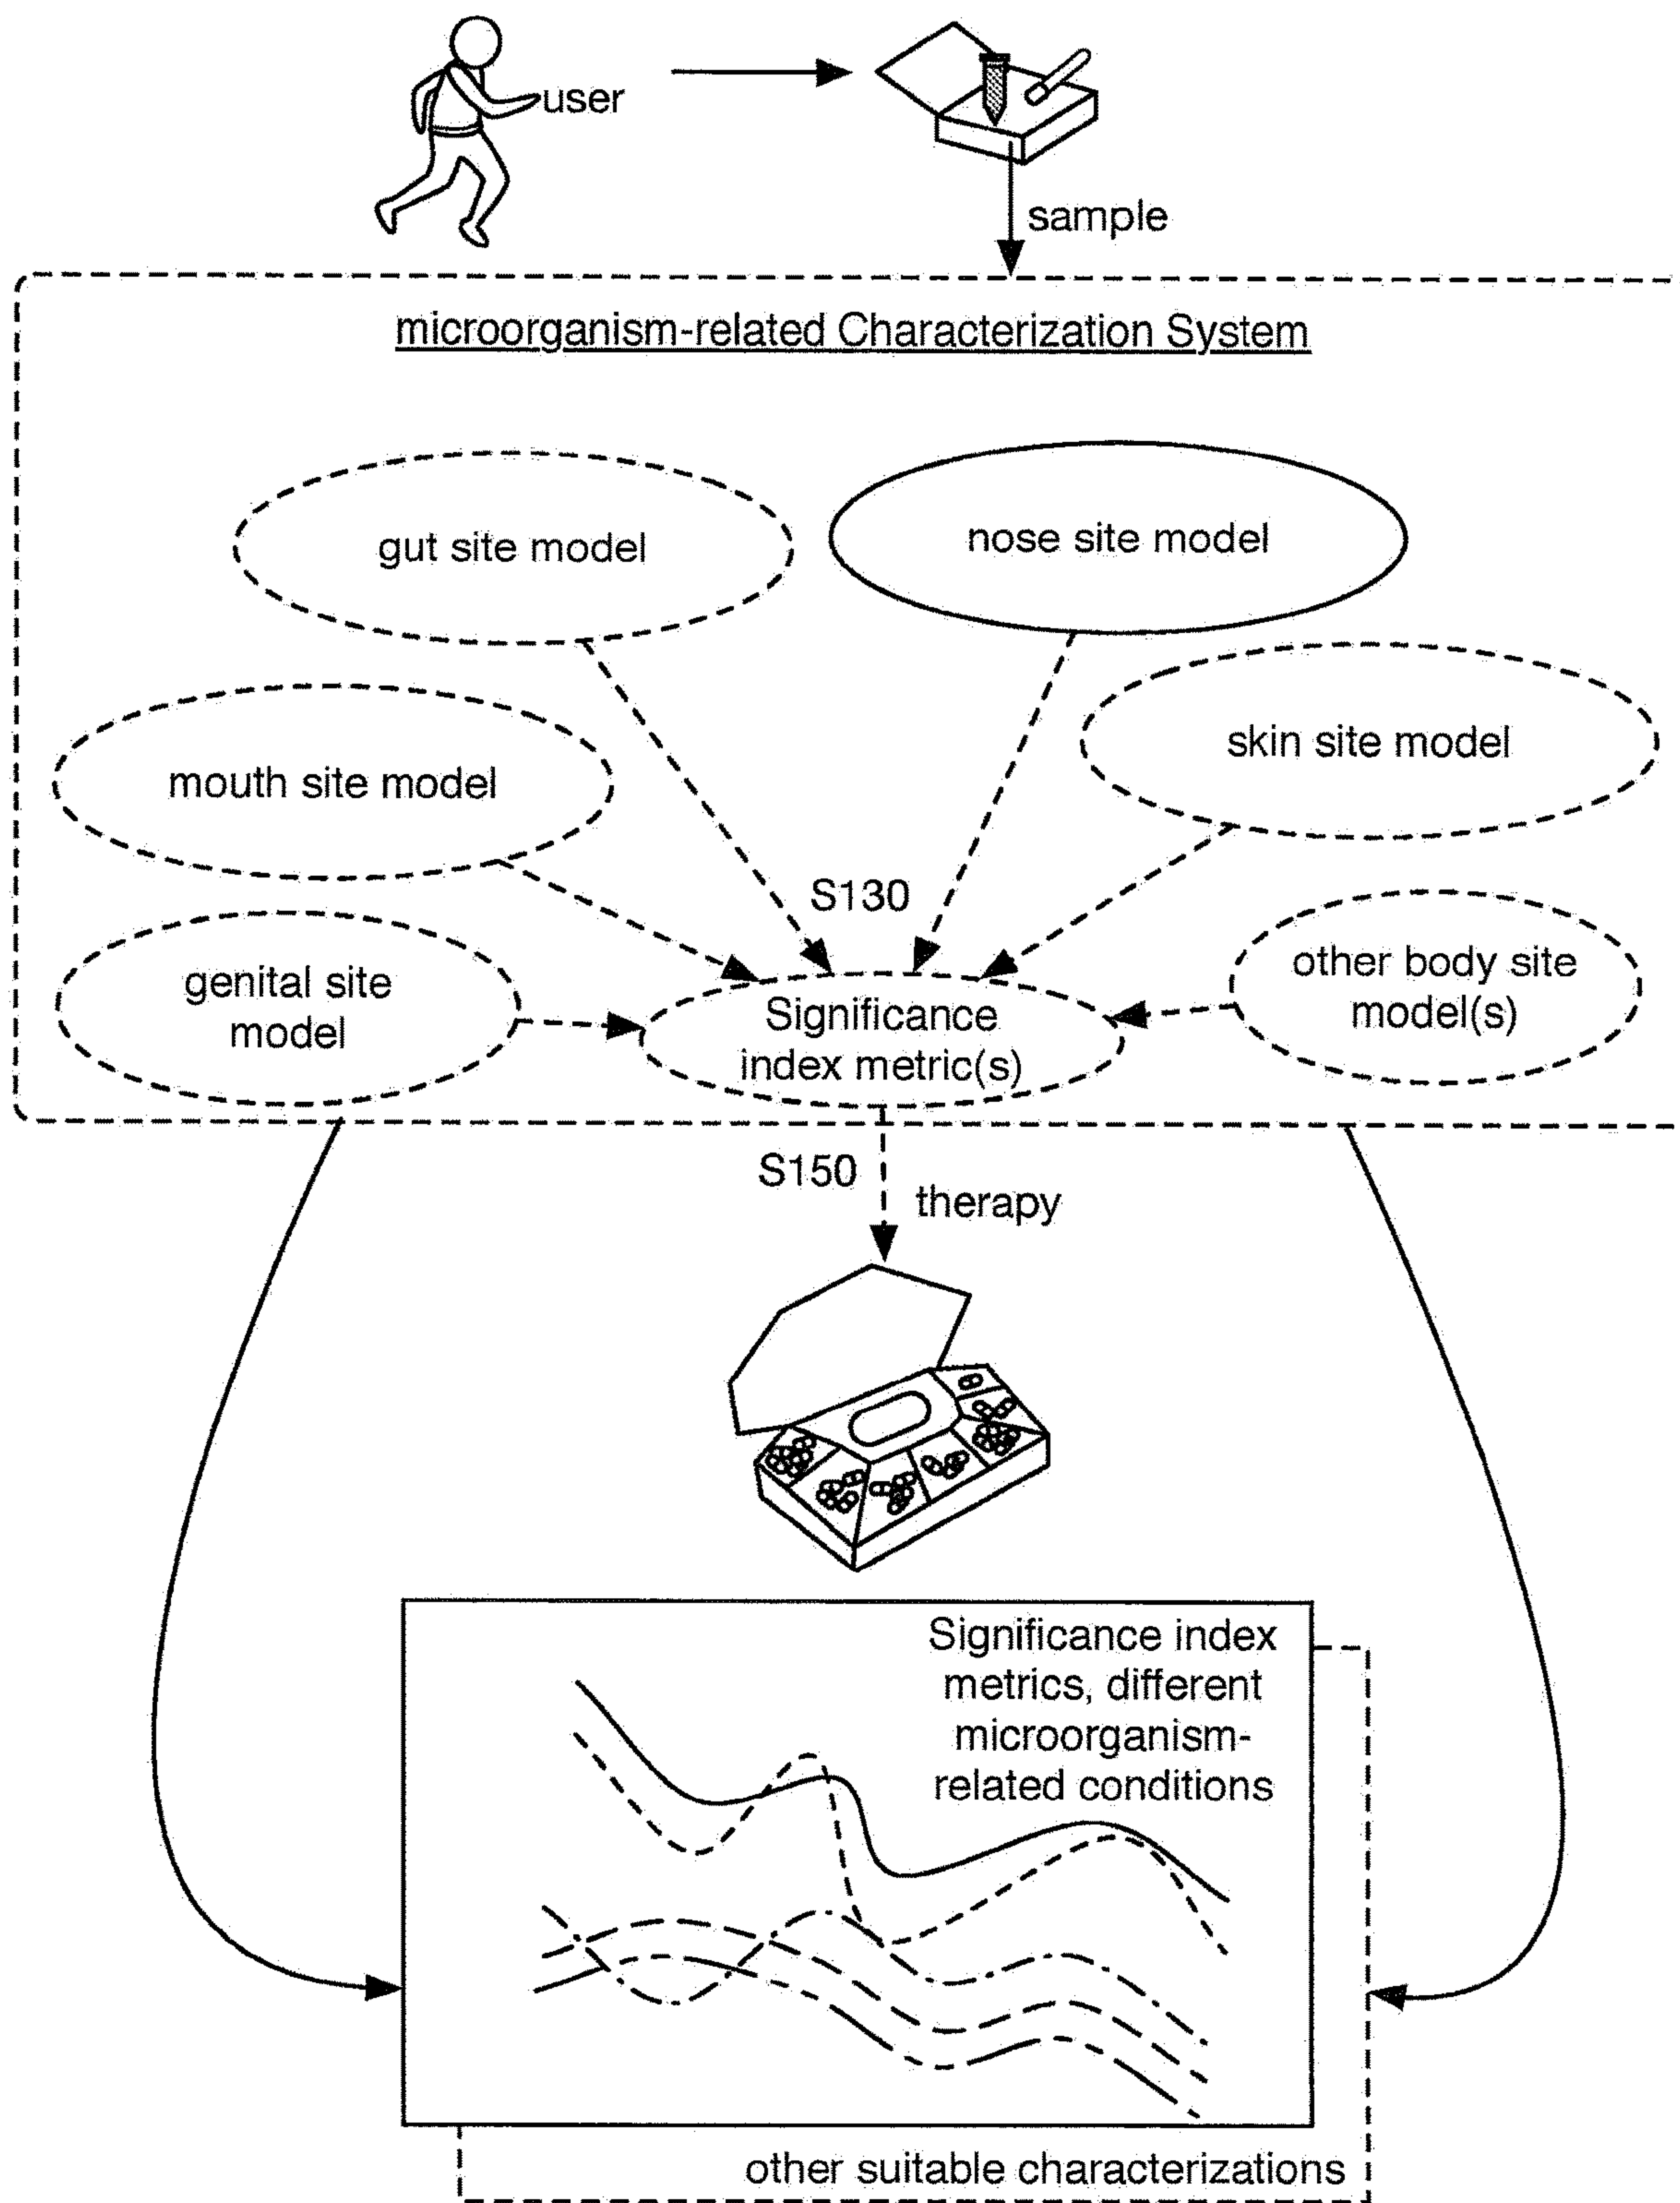 user
sample
microorganism-related Characterization System
gut site model
nose site model
mouth site model
skin site model
S130
genital site
model
Significance
index metric(s)
other body site
model(s)
S150
therapy
Significance index
metrics, different
microorganism-
related conditions
other suitable characterizations